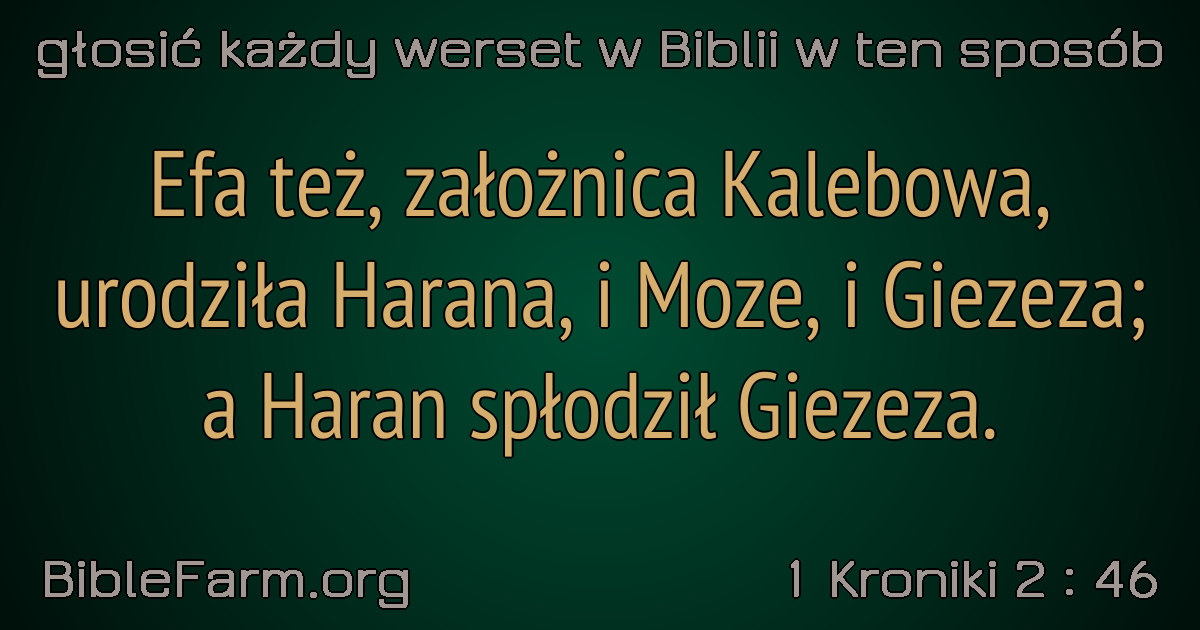 głosić każdy werset w Biblii w ten sposób
Efa też, założnica Kalebowa,
urodziła Harana, i Moze, i Giezeza;
a Haran spłodził Giezeza.
BibleFarm.org
1 Kroniki 2 : 46